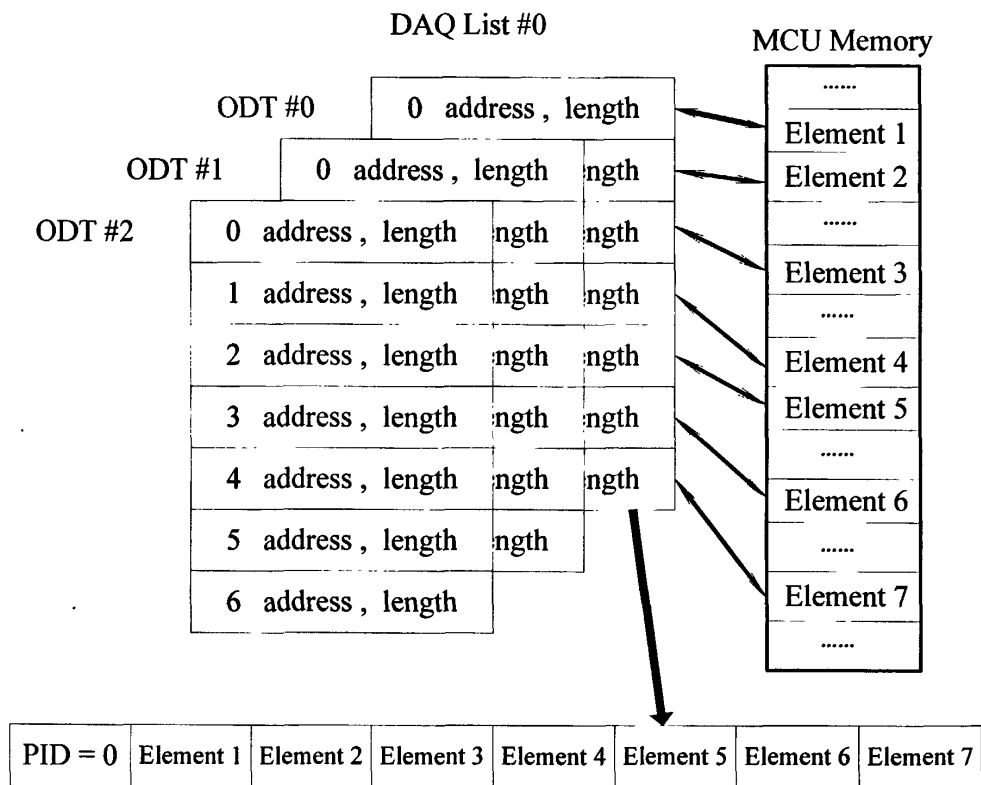 DAQ List #0
MCU Memory
......
ODT #0
0 address , length
Element 1
ODT #1
0 address , length ngth
Element 2
ODT #2
0 address , length ngth ngth
......
Element 3
1 address , length ngth ngth
......
2 address , length ngth ngth
Element 4
Element 5
3 address , length ngth ngth
......
4 address , length ngth ngth
Element 6
5 address , length ngth
......
6 address , length
Element 7
......
PID = 0 Element 1 Element 2 Element 3 Element 4 Element 5 Element 6 Element 7